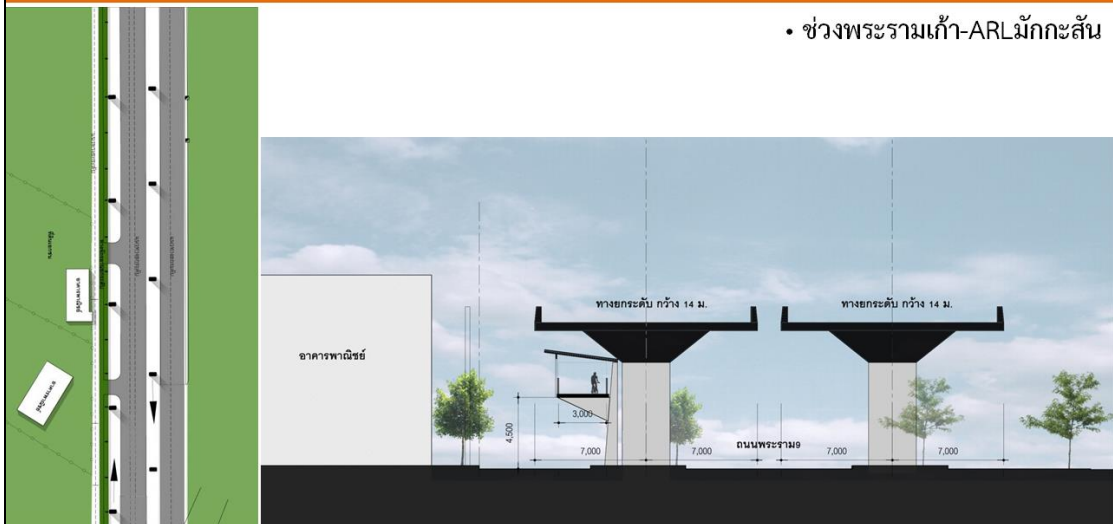 • ช่วงพระรามเก้า-ARLมักกะสัน
ทางยกระดับ กว้าง 14 ม.
ทางยกระดับ กว้าง 14 ม.
อาคารพาณิชย์
3,000
4,500
ถนนพระราม9
7,000
7,000
7,000
7,000